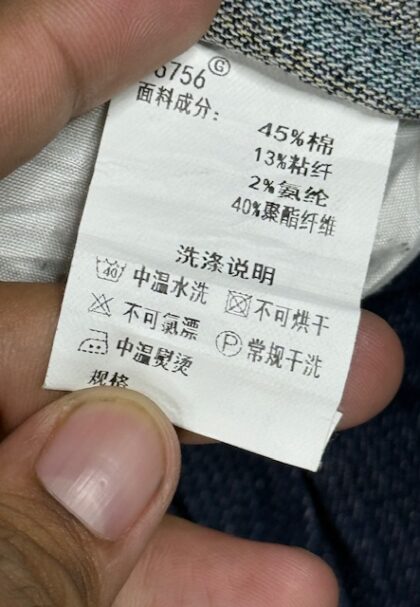 6756 G
面料成分:
45%棉
13%粘纤
2%氨纶
40%聚酯纤维
洗涤说明
40 中温水洗 不可烘干
不可氯漂 P 常规干洗
中温熨烫
规格